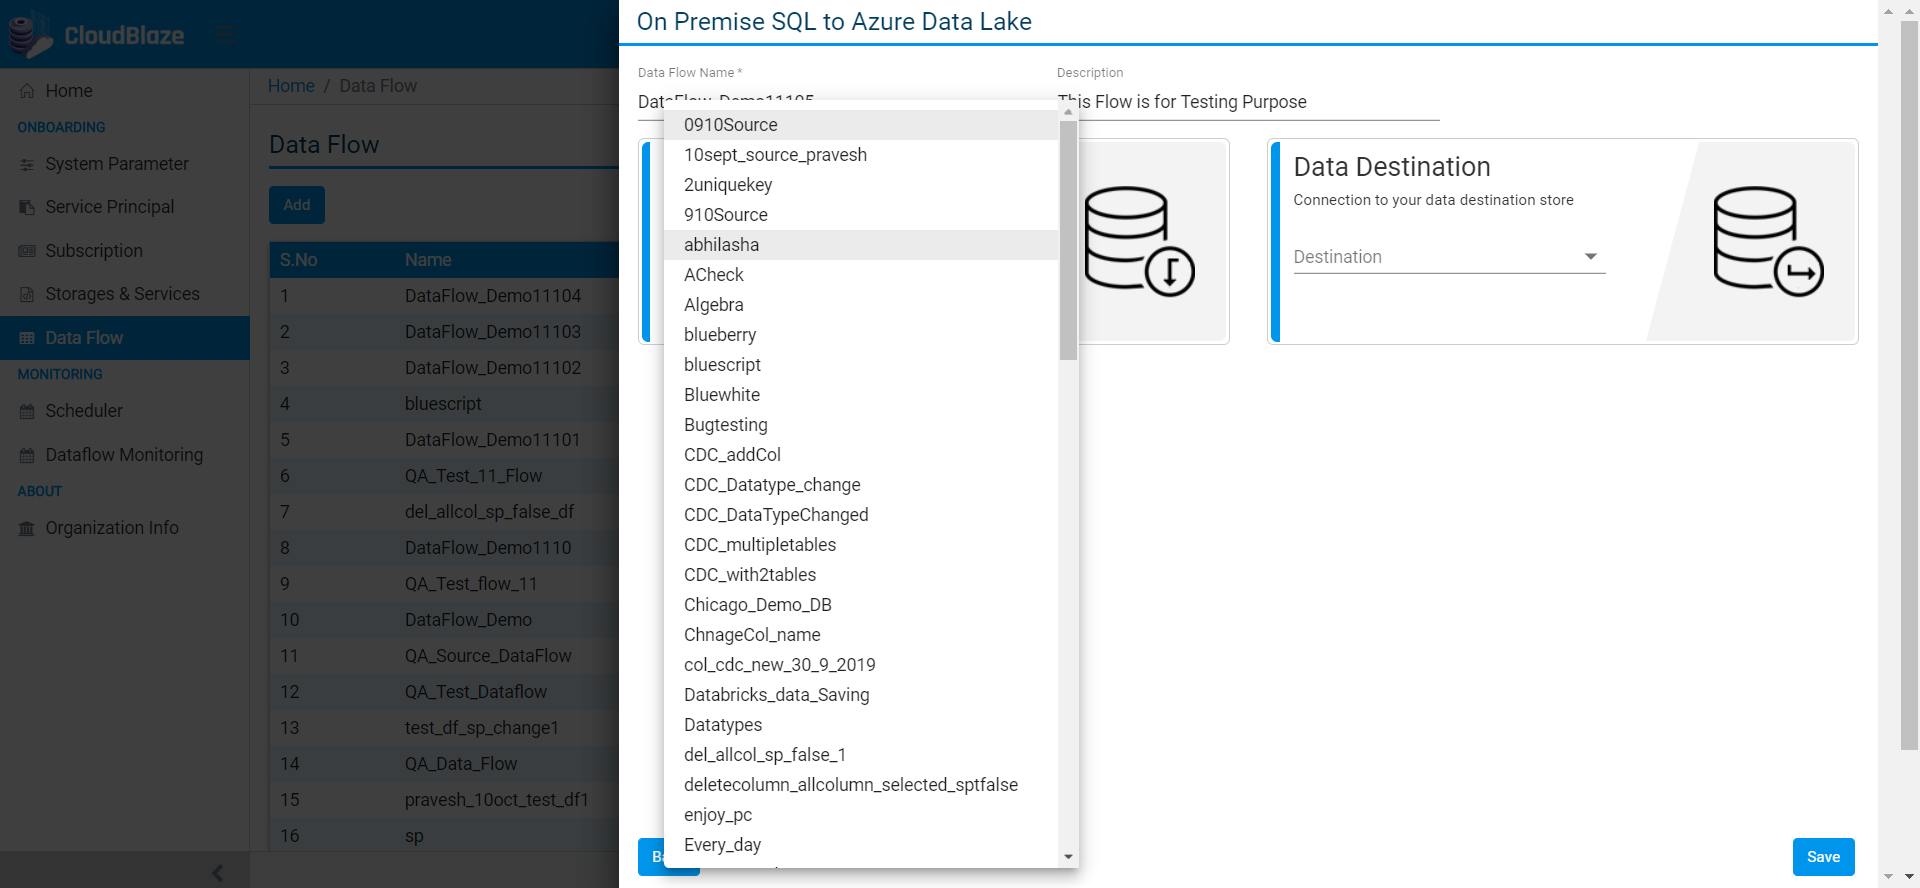 CloudBlaze
Home
ONBOARDING
System Parameter
Service Principal
Subscription
Storages & Services
Data Flow
MONITORING
Scheduler
Dataflow Monitoring
ABOUT
Organization Info
Home / Data Flow
Data Flow
Add
S.No Name
1 DataFlow_Demo11104
2 DataFlow_Demo11103
3 DataFlow_Demo11102
4 bluescript
5 DataFlow_Demo11101
6 QA_Test_11_Flow
7 del_allcol_sp_false_df
8 DataFlow_Demo1110
9 QA_Test_flow_11
10 DataFlow_Demo
11 QA_Source_DataFlow
12 QA_Test_Dataflow
13 test_df_sp_change1
14 QA_Data_Flow
15 pravesh_10oct_test_df1
16 sp
On Premise SQL to Azure Data Lake
Data Flow Name *
DataFlow_Demo11105
Description
This Flow is for Testing Purpose
0910Source
10sept_source_pravesh
2uniquekey
910Source
abhilasha
ACheck
Algebra
blueberry
bluescript
Bluewhite
Bugtesting
CDC_addCol
CDC_Datatype_change
CDC_DataTypeChanged
CDC_multipletables
CDC_with2tables
Chicago_Demo_DB
ChnageCol_name
col_cdc_new_30_9_2019
Databricks_data_Saving
Datatypes
del_allcol_sp_false_1
deletecolumn_allcolumn_selected_sptfalse
enjoy_pc
Every_day
Data Destination
Connection to your data destination store
Destination
Save